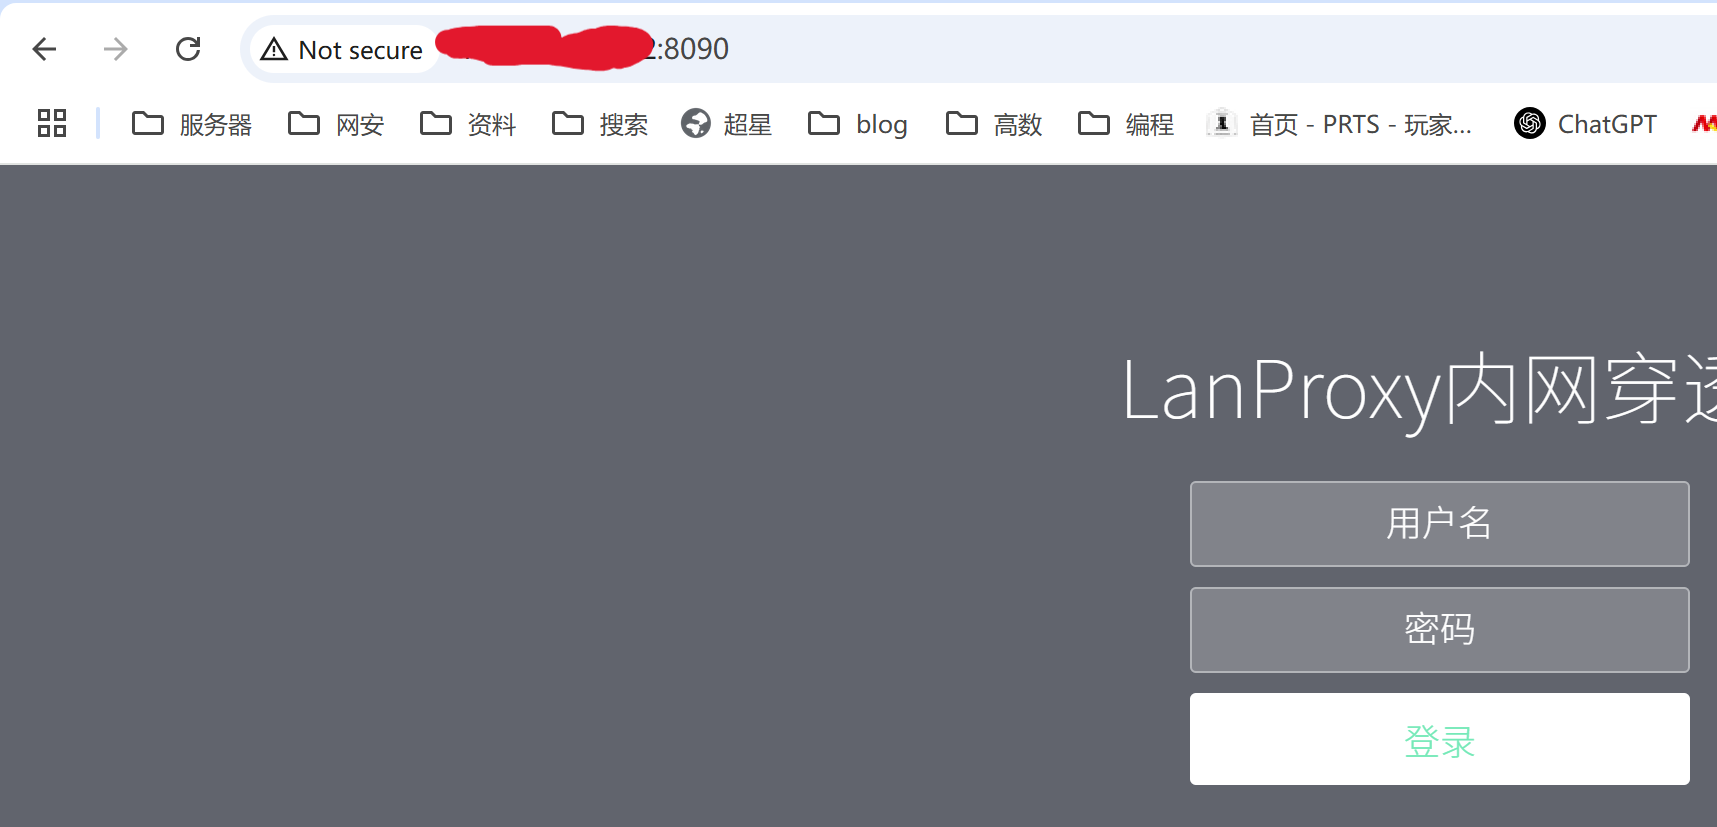 Not secure 2:8090
服务器 网安 资料 搜索 超星 blog 高数 编程 首页 - PRTS - 玩家... ChatGPT
LanProxy内网穿透
用户名
密码
登录